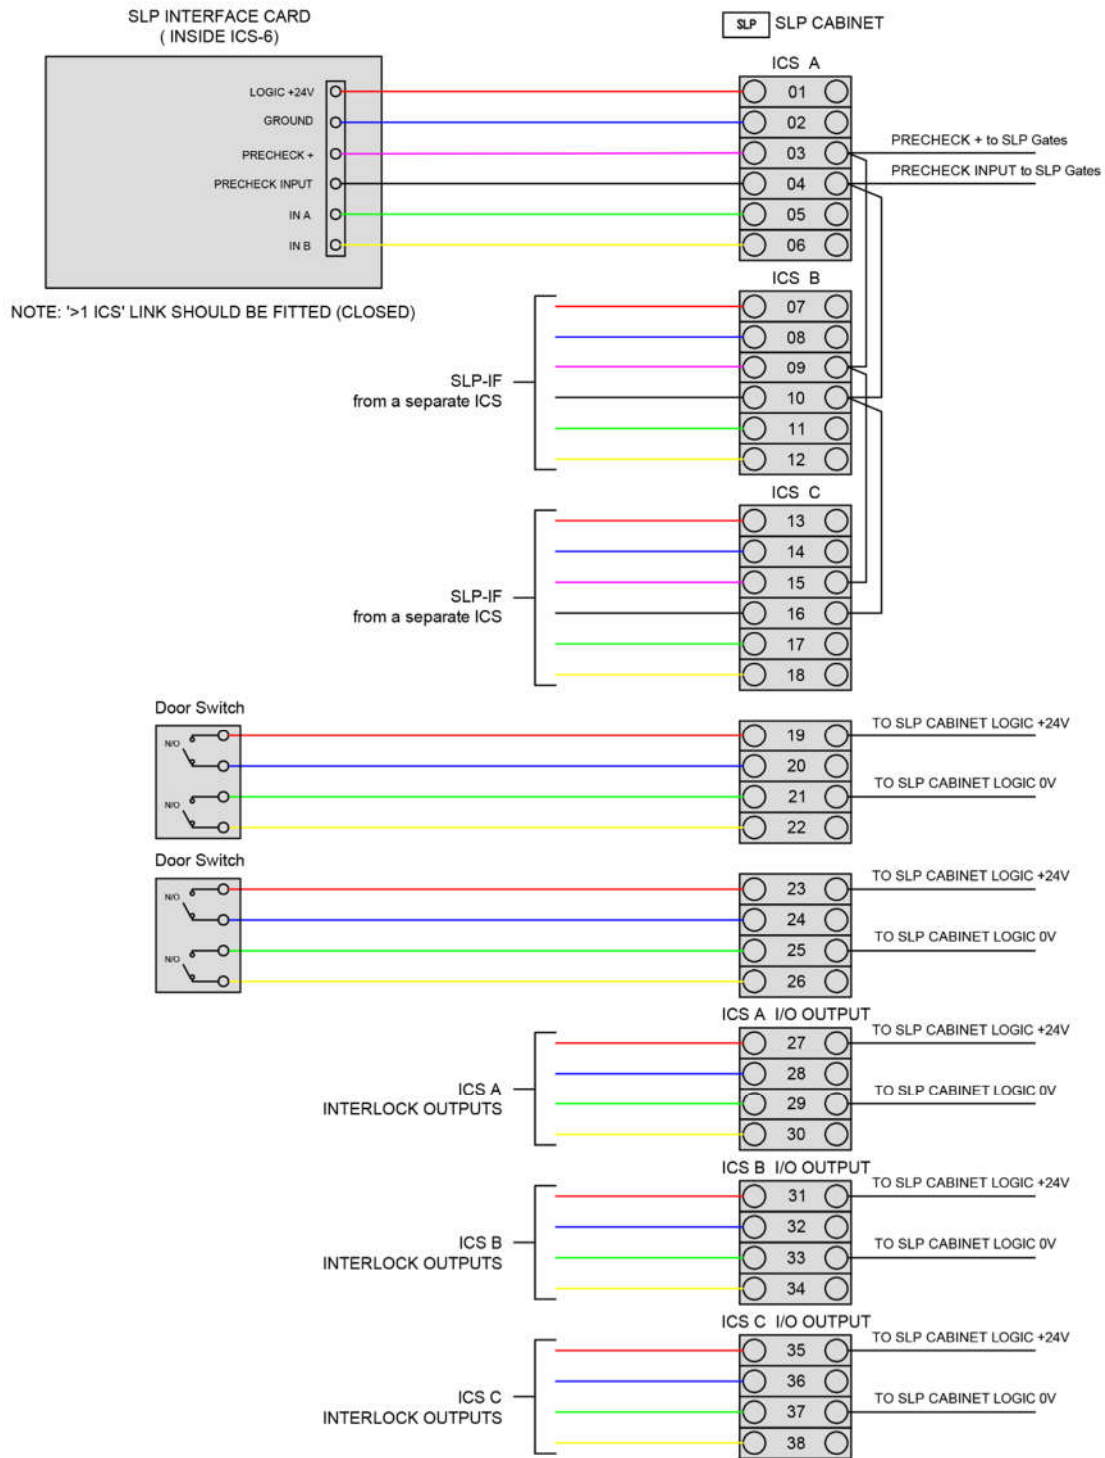 SLP INTERFACE CARD
( INSIDE ICS-6)
SLP SLP CABINET
ICS A
LOGIC +24V
01
GROUND
02
PRECHECK +
03
PRECHECK + to SLP Gates
PRECHECK INPUT
04
PRECHECK INPUT to SLP Gates
IN A
05
IN B
06
NOTE: '>1 ICS' LINK SHOULD BE FITTED (CLOSED)
ICS B
07
08
09
10
11
12
SLP-IF
from a separate ICS
ICS C
13
14
15
16
17
18
SLP-IF
from a separate ICS
Door Switch
N/O
N/O
19
TO SLP CABINET LOGIC +24V
20
21
TO SLP CABINET LOGIC 0V
22
Door Switch
N/O
N/O
23
TO SLP CABINET LOGIC +24V
24
25
TO SLP CABINET LOGIC 0V
26
ICS A I/O OUTPUT
27
TO SLP CABINET LOGIC +24V
28
29
TO SLP CABINET LOGIC 0V
30
ICS A
INTERLOCK OUTPUTS
ICS B I/O OUTPUT
31
TO SLP CABINET LOGIC +24V
32
33
TO SLP CABINET LOGIC 0V
34
ICS B
INTERLOCK OUTPUTS
ICS C I/O OUTPUT
35
TO SLP CABINET LOGIC +24V
36
37
TO SLP CABINET LOGIC 0V
38
ICS C
INTERLOCK OUTPUTS